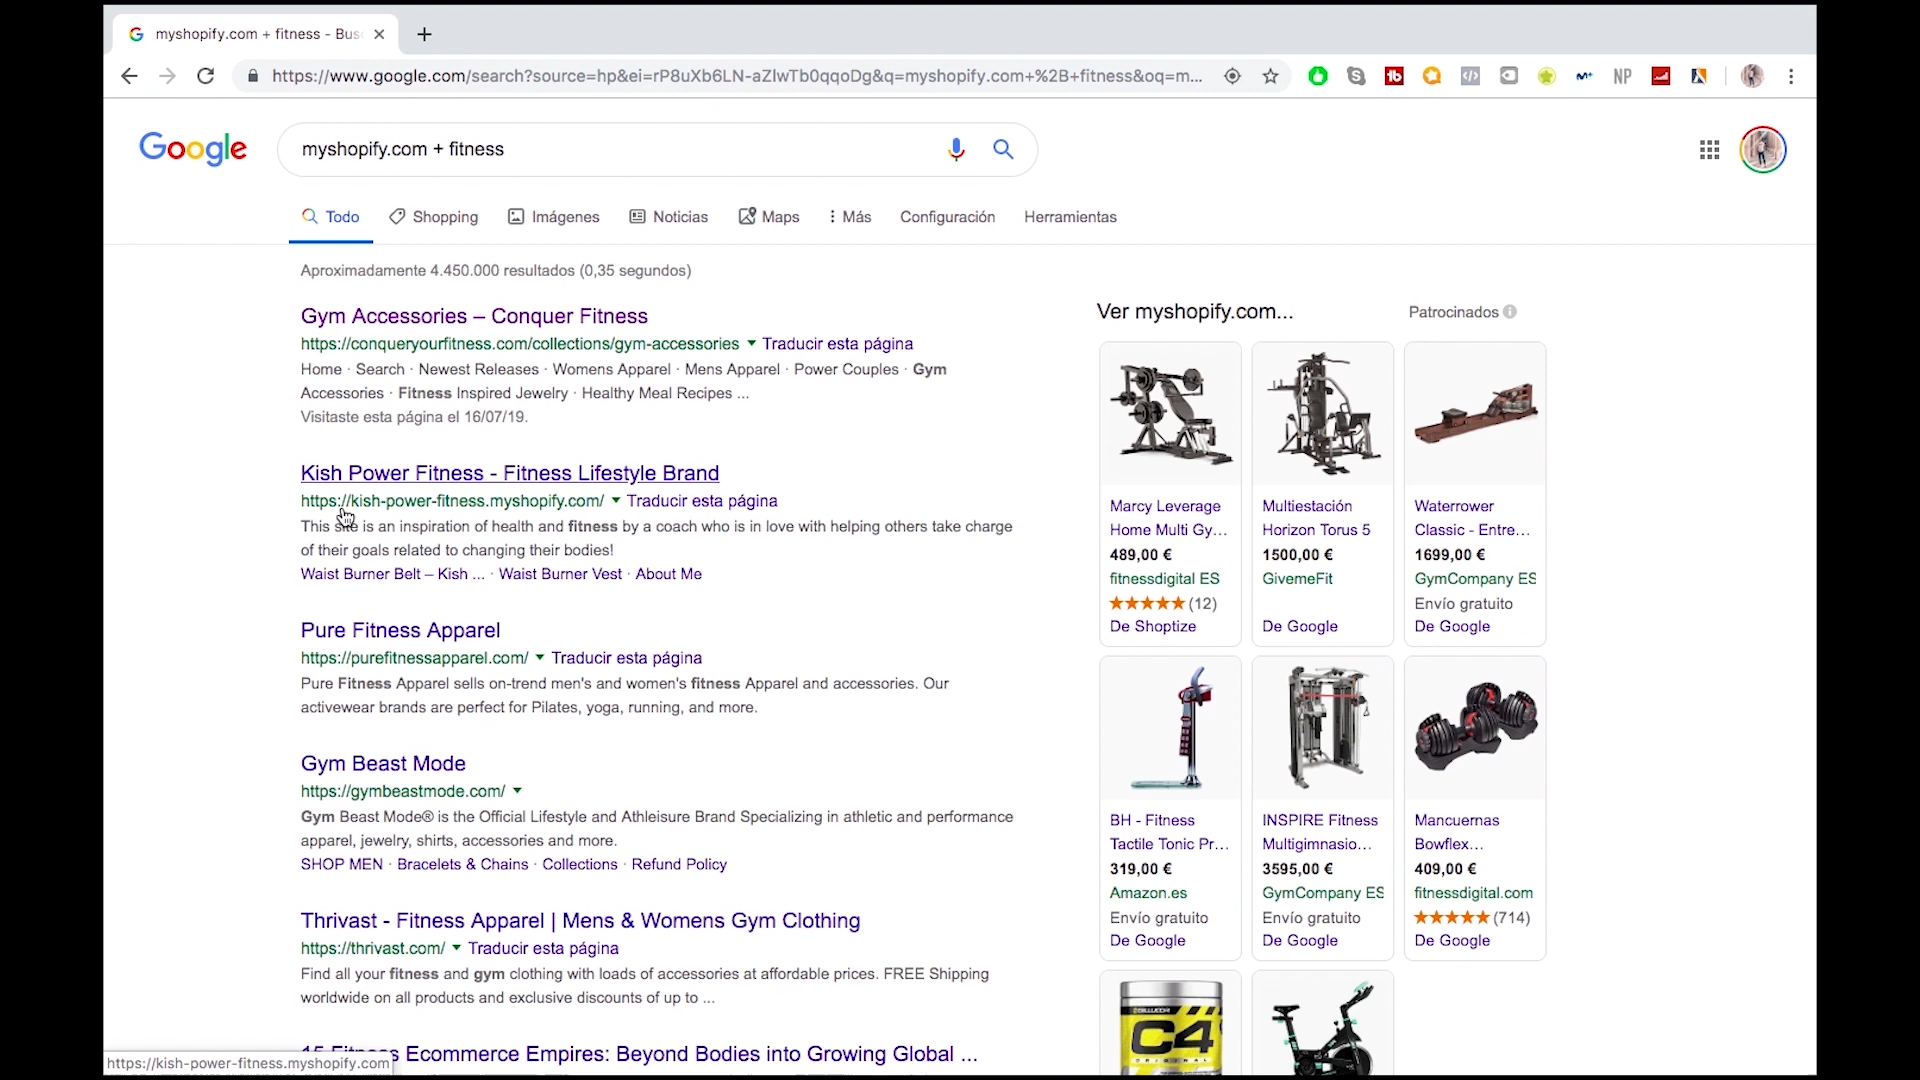 myshopify.com + fitness - Bus
https://www.google.com/search?source=hp&ei=rP8uXb6LN-aZlwTb0qqoDg&q=myshopify.com+%2B+fitness&oq=m...
NP
Google
myshopify.com + fitness
Todo
Shopping
Imágenes
Noticias
Maps
Más
Configuración
Herramientas
Aproximadamente 4.450.000 resultados (0,35 segundos)
Gym Accessories – Conquer Fitness
https://conqueryourfitness.com/collections/gym-accessories Traducir esta página
Home · Search · Newest Releases · Womens Apparel · Mens Apparel · Power Couples · Gym
Accessories · Fitness Inspired Jewelry · Healthy Meal Recipes ...
Visitaste esta página el 16/07/19.
Kish Power Fitness - Fitness Lifestyle Brand
https://kish-power-fitness.myshopify.com/ Traducir esta página
This site is an inspiration of health and fitness by a coach who is in love with helping others take charge
of their goals related to changing their bodies!
Waist Burner Belt – Kish ... · Waist Burner Vest · About Me
Pure Fitness Apparel
https://purefitnessapparel.com/ Traducir esta página
Pure Fitness Apparel sells on-trend men's and women's fitness Apparel and accessories. Our
activewear brands are perfect for Pilates, yoga, running, and more.
Gym Beast Mode
https://gymbeastmode.com/
Gym Beast Mode® is the Official Lifestyle and Athleisure Brand Specializing in athletic and performance
apparel, jewelry, shirts, accessories and more.
SHOP MEN · Bracelets & Chains · Collections · Refund Policy
Thrivast - Fitness Apparel | Mens & Womens Gym Clothing
https://thrivast.com/ Traducir esta página
Find all your fitness and gym clothing with loads of accessories at affordable prices. FREE Shipping
worldwide on all products and exclusive discounts of up to ...
15 Fitness Ecommerce Empires: Beyond Bodies into Growing Global ...
https://kish-power-fitness.myshopify.com
Ver myshopify.com...
Patrocinados
Marcy Leverage
Home Multi Gy...
489,00 €
fitnessdigital ES
(12)
De Shoptize
Multiestación
Horizon Torus 5
1500,00 €
GivemeFit
De Google
Waterrower
Classic - Entre...
1699,00 €
GymCompany ES
Envío gratuito
De Google
BH - Fitness
Tactile Tonic Pr...
319,00 €
Amazon.es
Envío gratuito
De Google
INSPIRE Fitness
Multigimnasio...
3595,00 €
GymCompany ES
Envío gratuito
De Google
Mancuernas
Bowflex...
409,00 €
fitnessdigital.com
(714)
De Google
CELLUCOR
C4
ORIGINAL